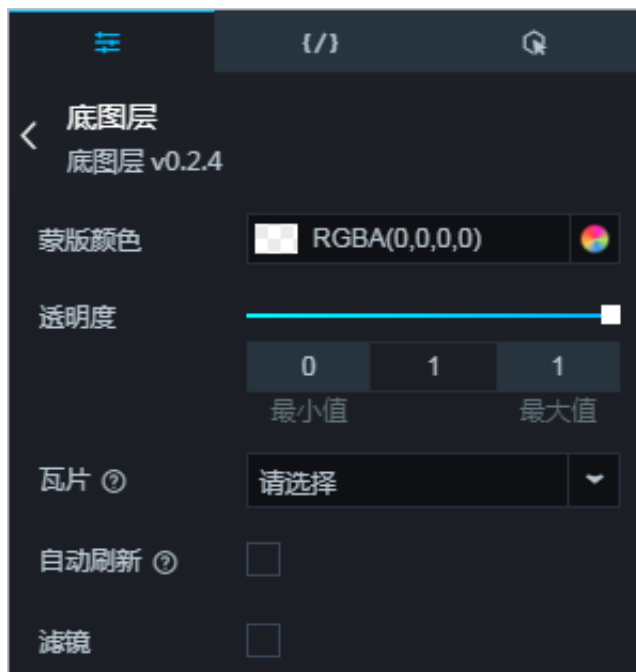 {/}
底图层
底图层 v0.2.4
蒙版颜色 RGBA(0,0,0,0)
透明度
0 1 1
最小值 最大值
瓦片 请选择
自动刷新
滤镜